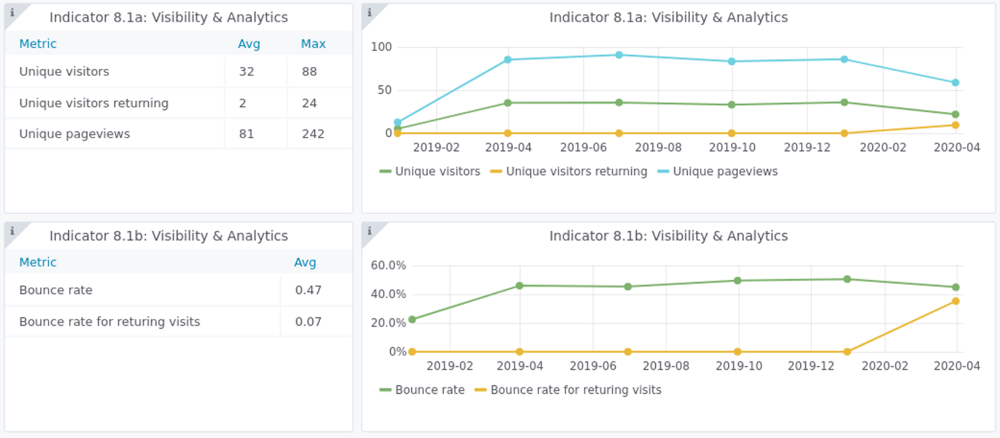 Indicator 8.1a: Visibility & Analytics
Metric Avg Max
Unique visitors 32 88
Unique visitors returning 2 24
Unique pageviews 81 242
Indicator 8.1a: Visibility & Analytics
100
50
0
2019-02 2019-04 2019-06 2019-08 2019-10 2019-12 2020-02 2020-04
Unique visitors Unique visitors returning Unique pageviews
Indicator 8.1b: Visibility & Analytics
Metric Avg
Bounce rate 0.47
Bounce rate for returing visits 0.07
Indicator 8.1b: Visibility & Analytics
60.0%
40.0%
20.0%
0%
2019-02 2019-04 2019-06 2019-08 2019-10 2019-12 2020-02 2020-04
Bounce rate Bounce rate for returing visits